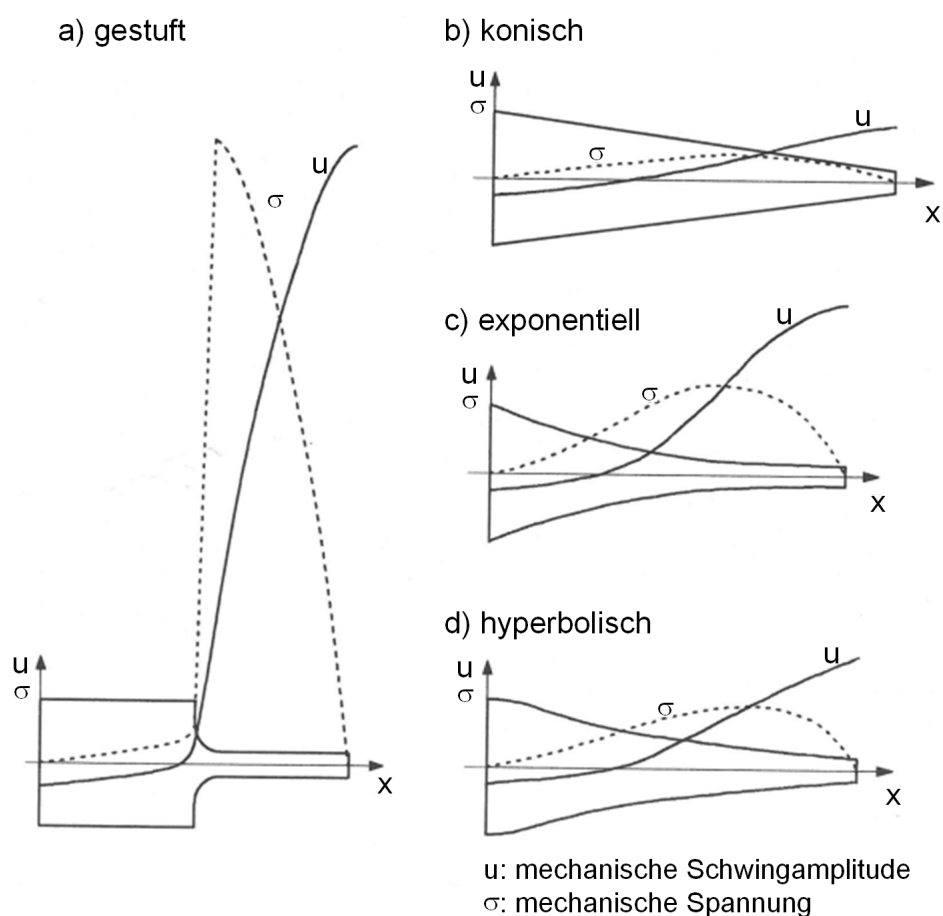 a) gestuft
u
σ
u
σ
x
b) konisch
u
σ
σ
u
x
c) exponentiell
u
σ
σ
u
x
d) hyperbolisch
u
σ
σ
u
x
u: mechanische Schwingamplitude
σ: mechanische Spannung